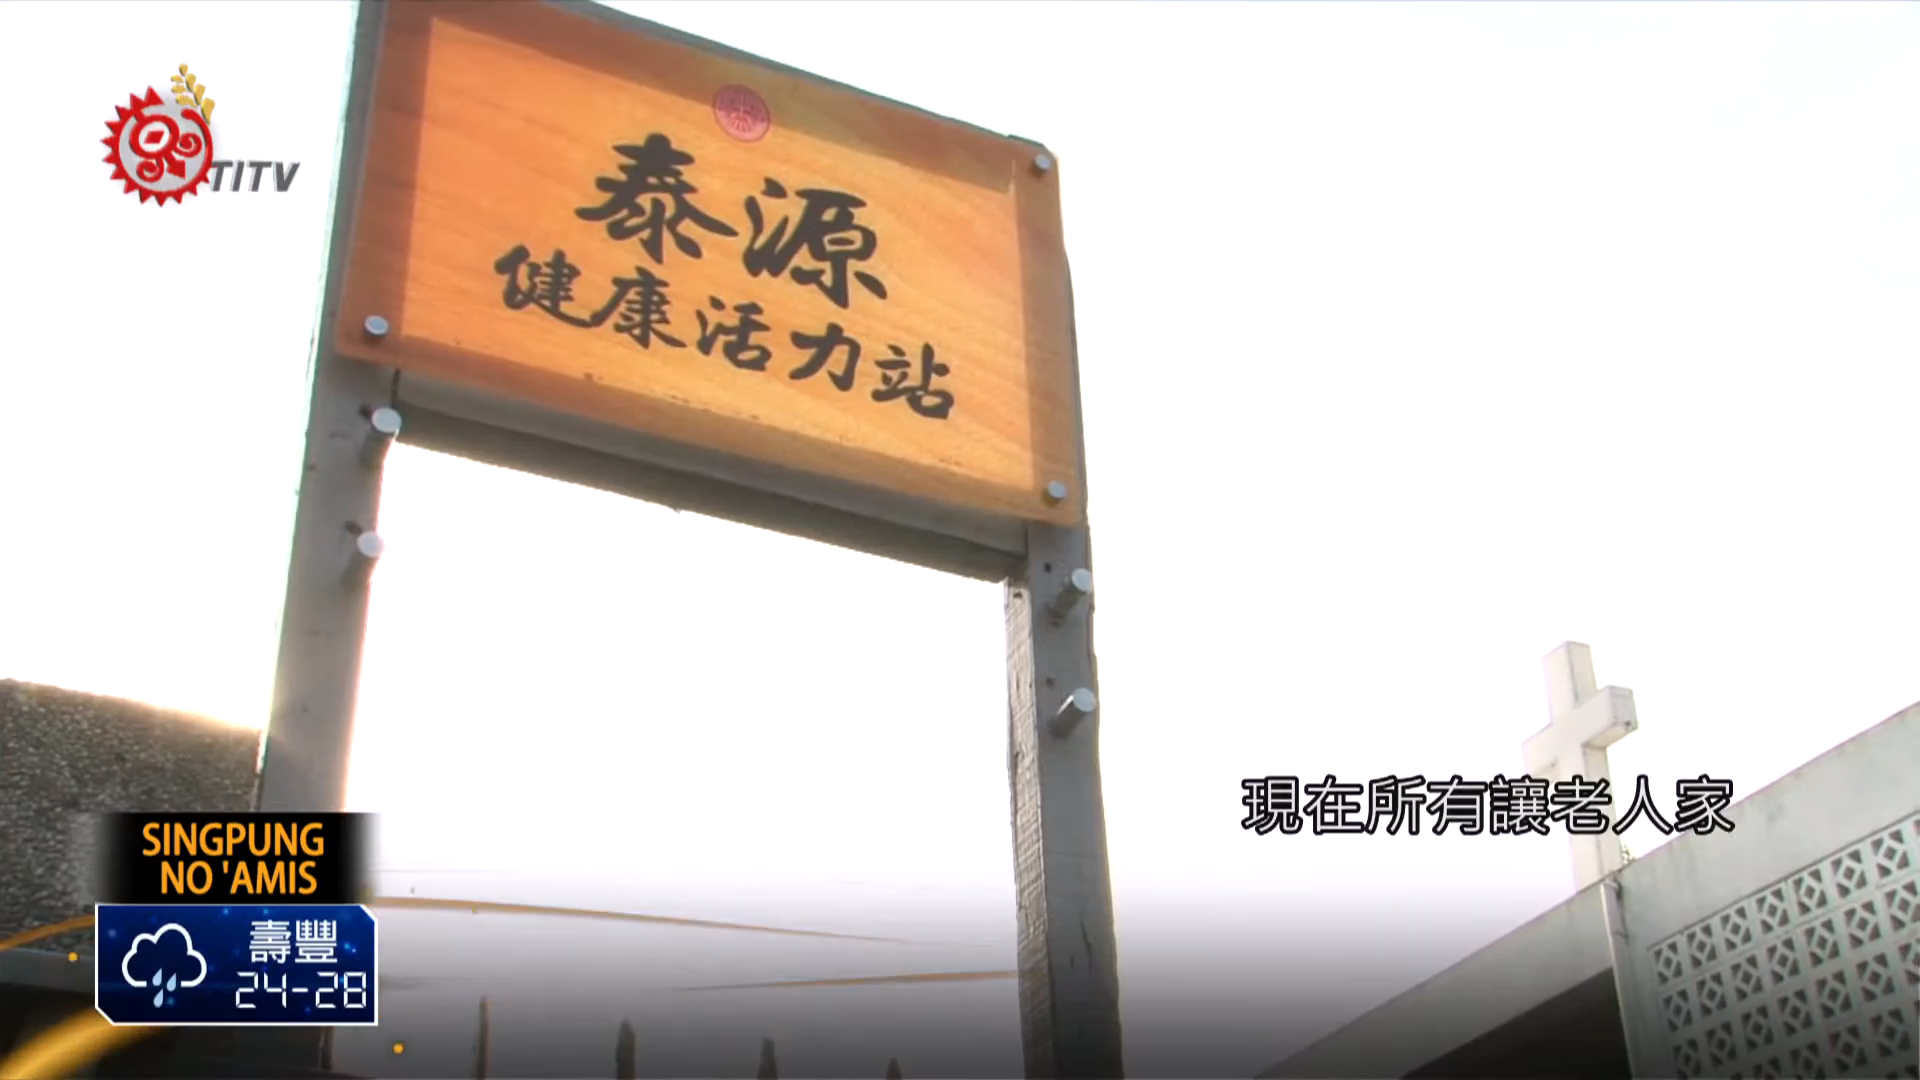 TITV
泰源
健康活力站
現在所有讓老人家
SINGPUNG
NO 'AMIS
壽豐
24-28